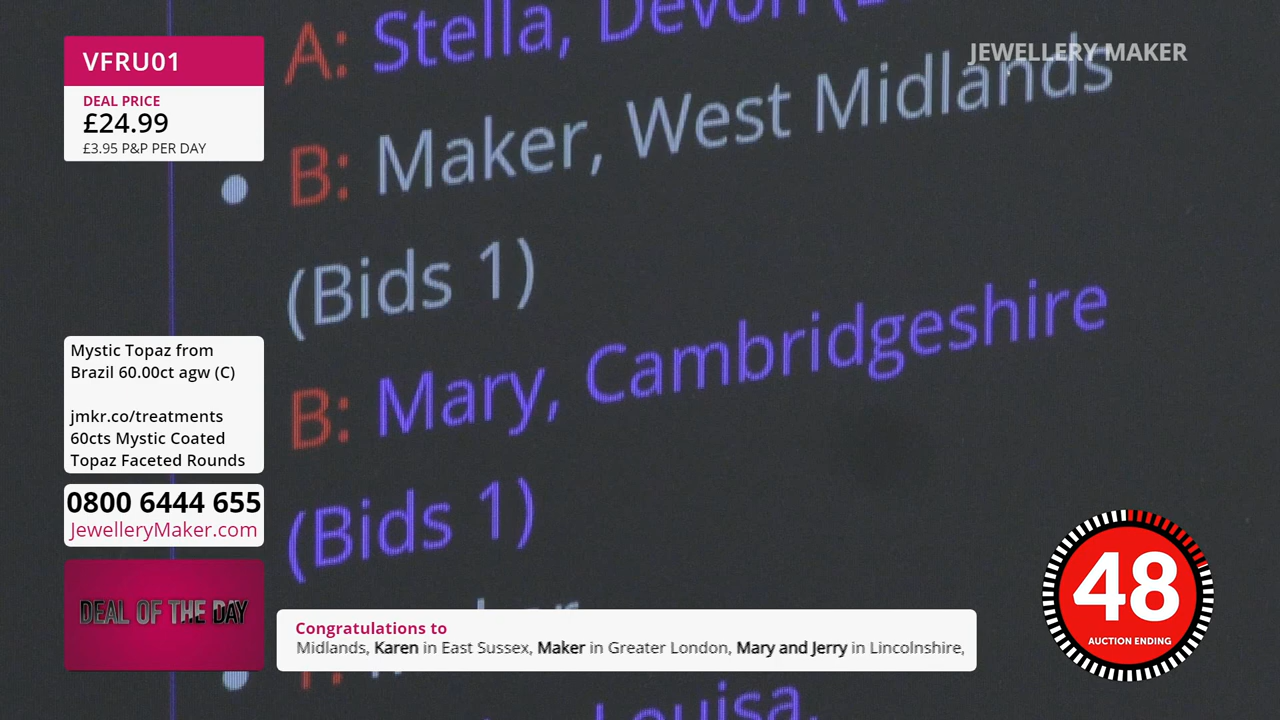 VFRU01
DEAL PRICE
£24.99
£3.95 P&P PER DAY
JEWELLERY MAKER
A: Stella, Devon
B: Maker, West Midlands
(Bids 1)
B: Mary, Cambridgeshire
(Bids 1)
Louisa,
Mystic Topaz from
Brazil 60.00ct agw (C)
jmkr.co/treatments
60cts Mystic Coated
Topaz Faceted Rounds
0800 6444 655
JewelleryMaker.com
DEAL OF THE DAY
Congratulations to
Midlands, Karen in East Sussex, Maker in Greater London, Mary and Jerry in Lincolnshire,
48
AUCTION ENDING